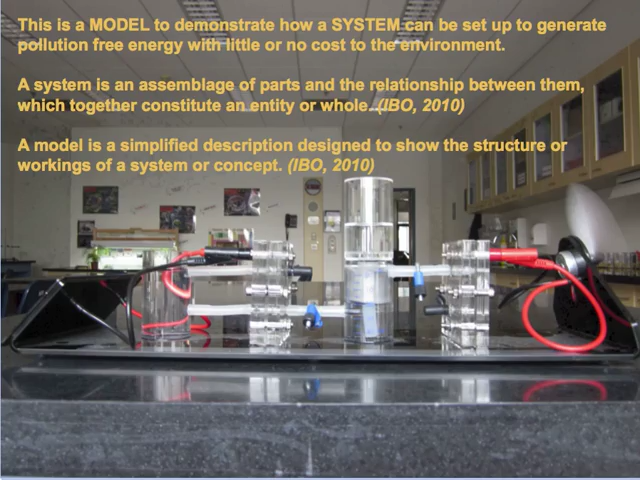 This is a MODEL to demonstrate how a SYSTEM can be set up to generate
pollution free energy with little or no cost to the environment.
A system is an assemblage of parts and the relationship between them,
which together constitute an entity or whole...(IBO, 2010)
A model is a simplified description designed to show the structure or
workings of a system or concept. (IBO, 2010)